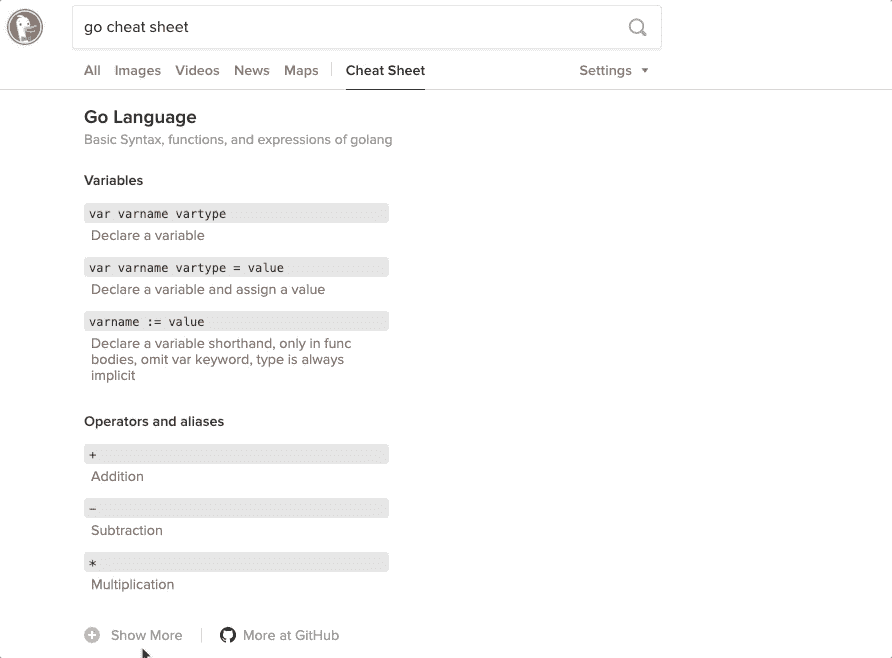 go cheat sheet
All Images Videos News Maps Cheat Sheet Settings
Go Language
Basic Syntax, functions, and expressions of golang
Variables
var varname vartype
Declare a variable
var varname vartype = value
Declare a variable and assign a value
varname := value
Declare a variable shorthand, only in func
bodies, omit var keyword, type is always
implicit
Operators and aliases
+
Addition
-
Subtraction
*
Multiplication
Show More More at GitHub